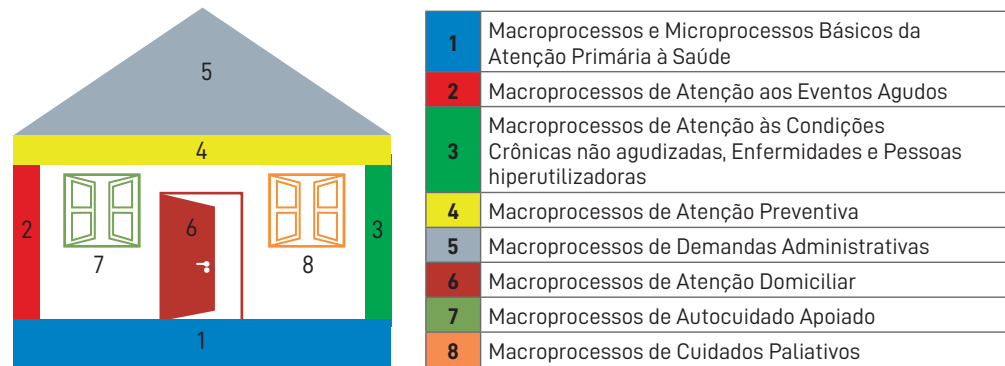 5
4
2
6
3
7
8
1
1 Macroprocessos e Microprocessos Básicos da
Atenção Primária à Saúde
2 Macroprocessos de Atenção aos Eventos Agudos
3 Macroprocessos de Atenção às Condições
Crônicas não agudizadas, Enfermidades e Pessoas
hiperutilizadoras
4 Macroprocessos de Atenção Preventiva
5 Macroprocessos de Demandas Administrativas
6 Macroprocessos de Atenção Domiciliar
7 Macroprocessos de Autocuidado Apoiado
8 Macroprocessos de Cuidados Paliativos